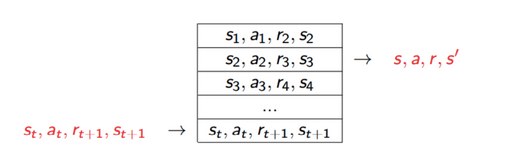 s₁, a₁, r₂, s₂
s₂, a₂, r₃, s₃ → s, a, r, s′
s₃, a₃, r₄, s₄
...
sₜ, aₜ, rₜ₊₁, sₜ₊₁ → sₜ, aₜ, rₜ₊₁, sₜ₊₁